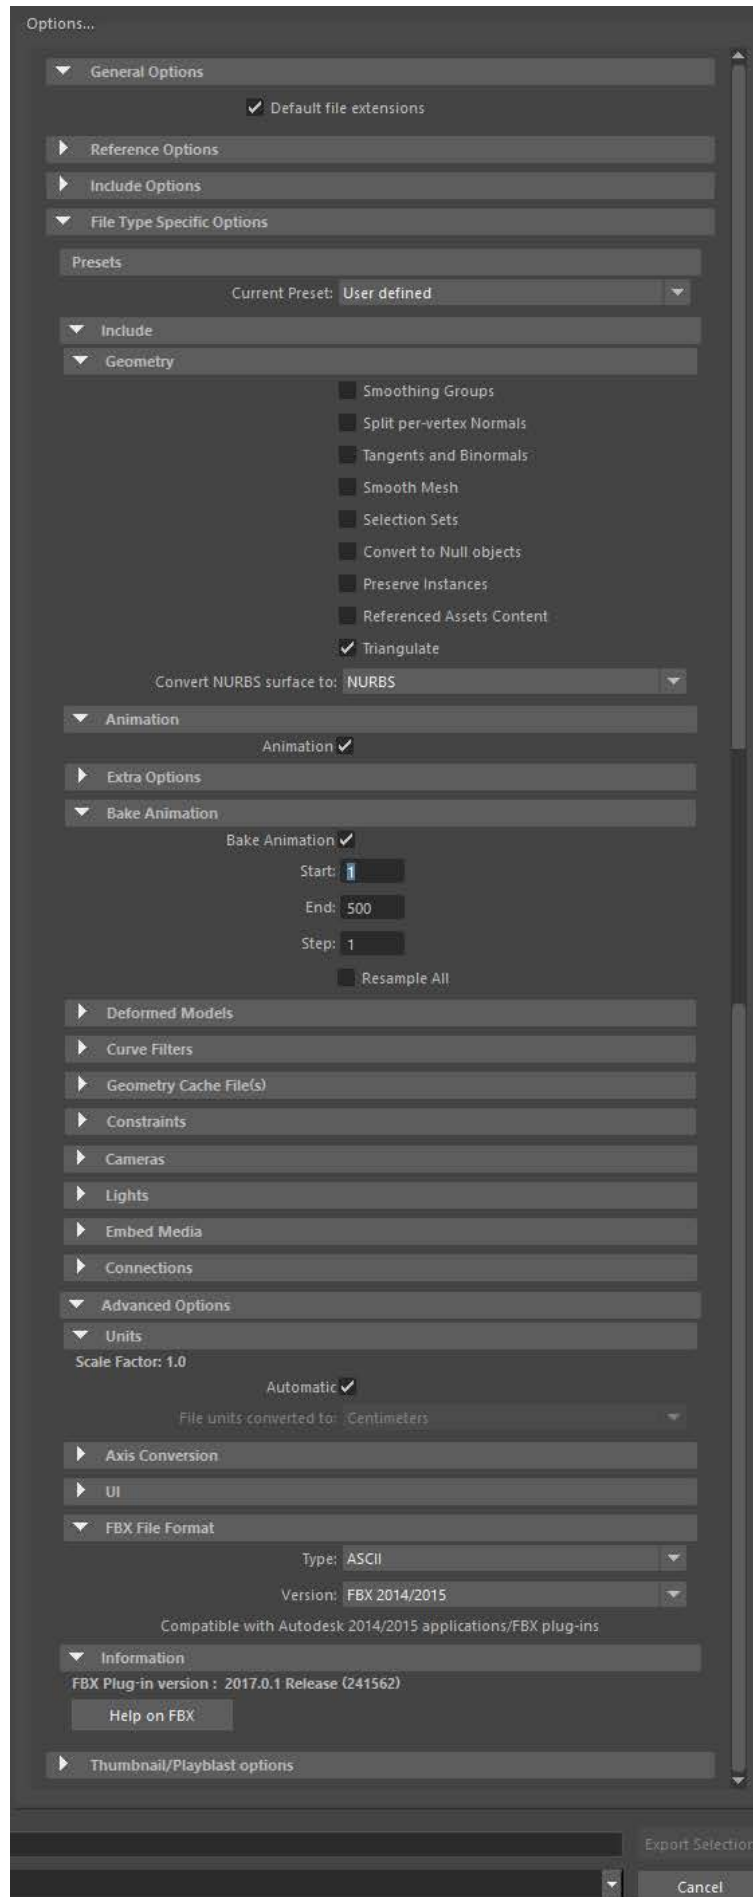 Options...
General Options
Default file extensions
Reference Options
Include Options
File Type Specific Options
Presets
Current Preset: User defined
Include
Geometry
Smoothing Groups
Split per-vertex Normals
Tangents and Binormals
Smooth Mesh
Selection Sets
Convert to Null objects
Preserve Instances
Referenced Assets Content
Triangulate
Convert NURBS surface to: NURBS
Animation
Animation
Extra Options
Bake Animation
Bake Animation
Start: 1
End: 500
Step: 1
Resample All
Deformed Models
Curve Filters
Geometry Cache File(s)
Constraints
Cameras
Lights
Embed Media
Connections
Advanced Options
Units
Scale Factor: 1.0
Automatic
File units converted to: Centimeters
Axis Conversion
UI
FBX File Format
Type: ASCII
Version: FBX 2014/2015
Compatible with Autodesk 2014/2015 applications/FBX plug-ins
Information
FBX Plug-in version : 2017.0.1 Release (241562)
Help on FBX
Thumbnail/Playblast options
Export Selection
Cancel